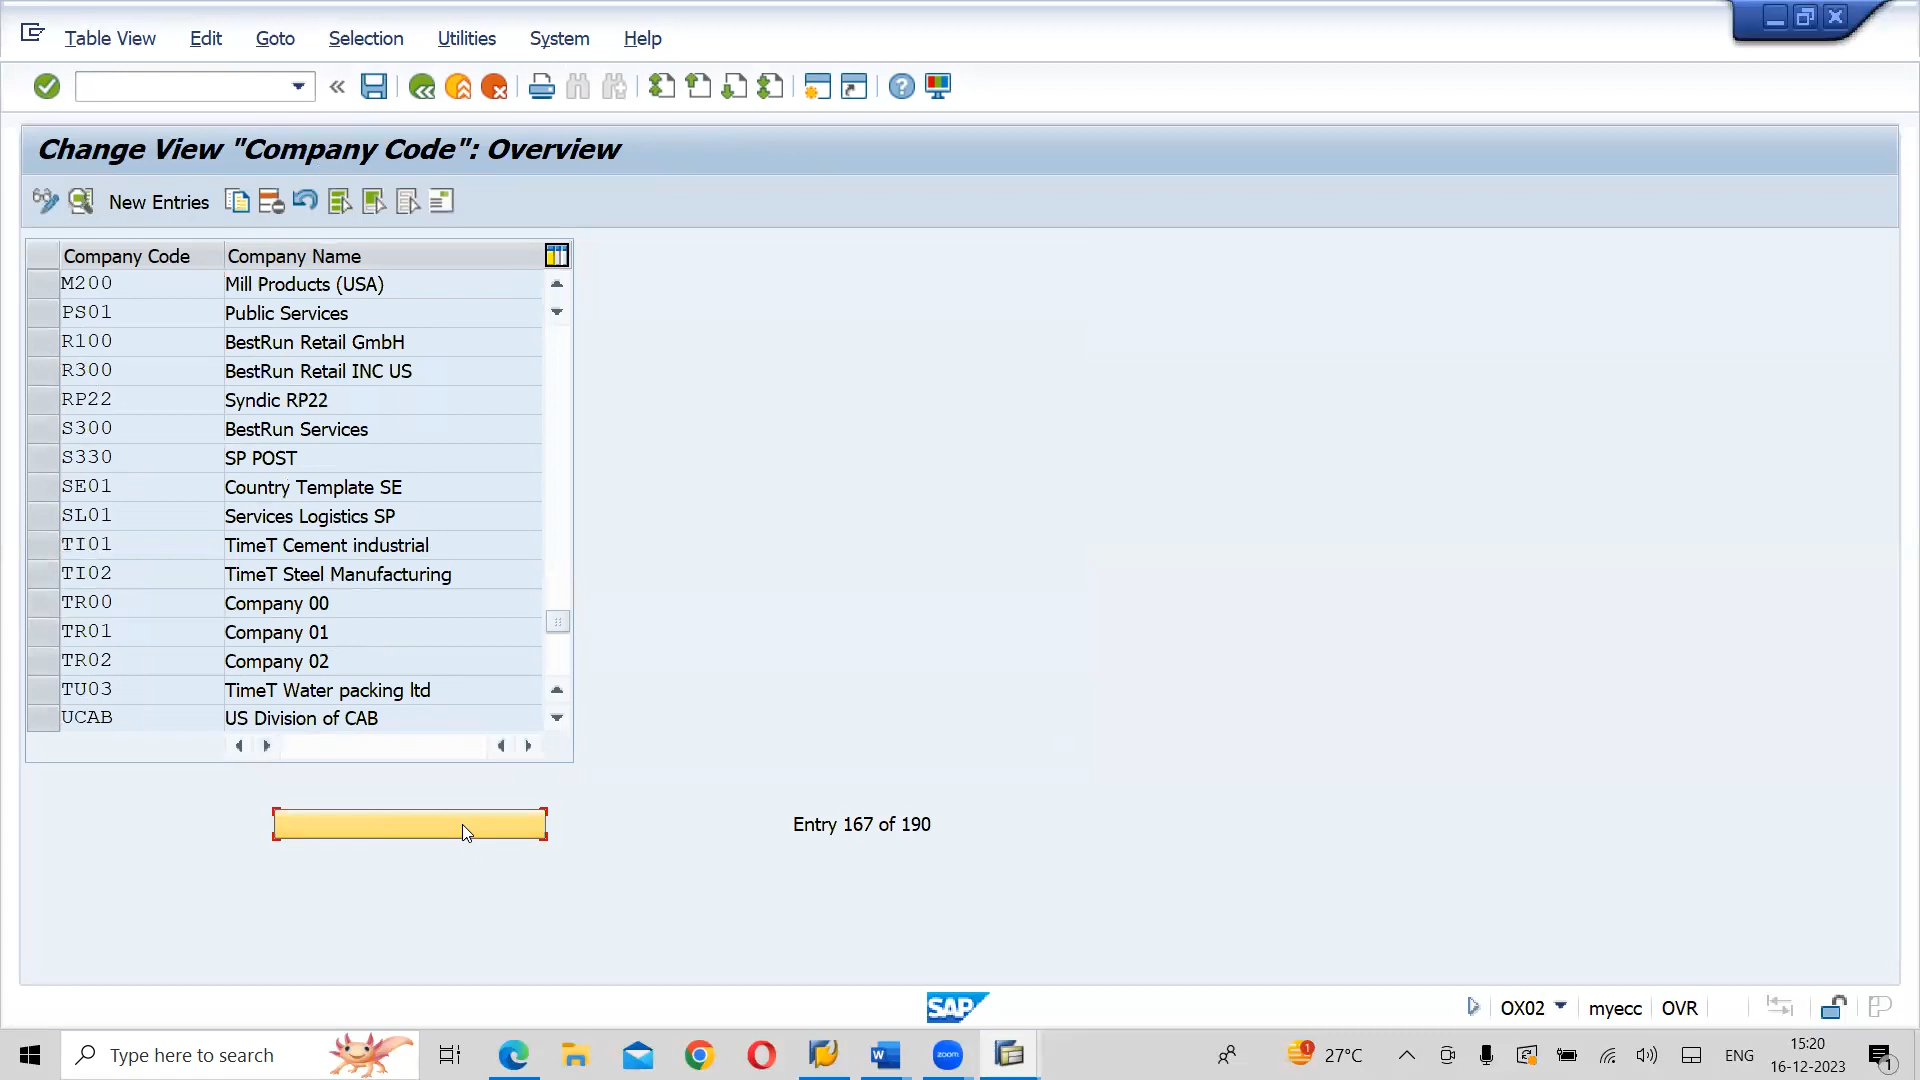 Table View Edit Goto Selection Utilities System Help
Change View "Company Code": Overview
New Entries
Company Code Company Name
M200 Mill Products (USA)
PS01 Public Services
R100 BestRun Retail GmbH
R300 BestRun Retail INC US
RP22 Syndic RP22
S300 BestRun Services
S330 SP POST
SE01 Country Template SE
SL01 Services Logistics SP
TI01 TimeT Cement industrial
TI02 TimeT Steel Manufacturing
TR00 Company 00
TR01 Company 01
TR02 Company 02
TU03 TimeT Water packing ltd
UCAB US Division of CAB
Entry 167 of 190
SAP OX02 myecc OVR
Type here to search zoom 1 27°C ENG 15:20
16-12-2023 1